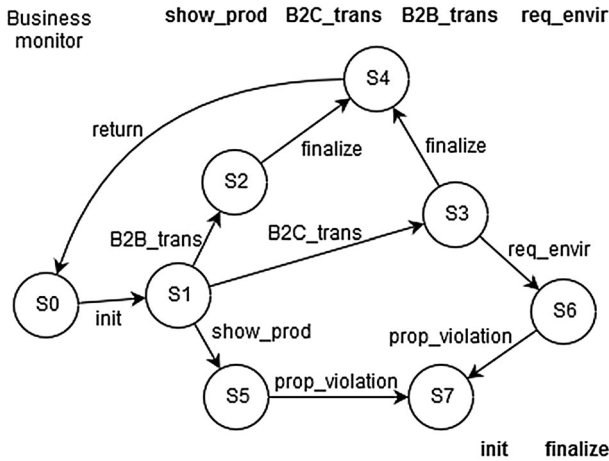 Business
monitor
show_prod B2C_trans B2B_trans req_envir
S4
return
finalize
finalize
S2
S3
B2B_trans
B2C_trans
req_envir
S0
init
S1
S6
show_prod
prop_violation
S5
prop_violation
S7
init finalize